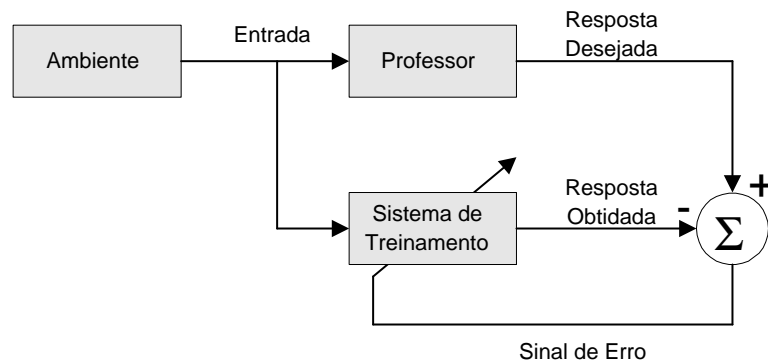 Ambiente
Entrada
Professor
Resposta
Desejada
Sistema de
Treinamento
Resposta
Obtidada
-
+
Σ
Sinal de Erro